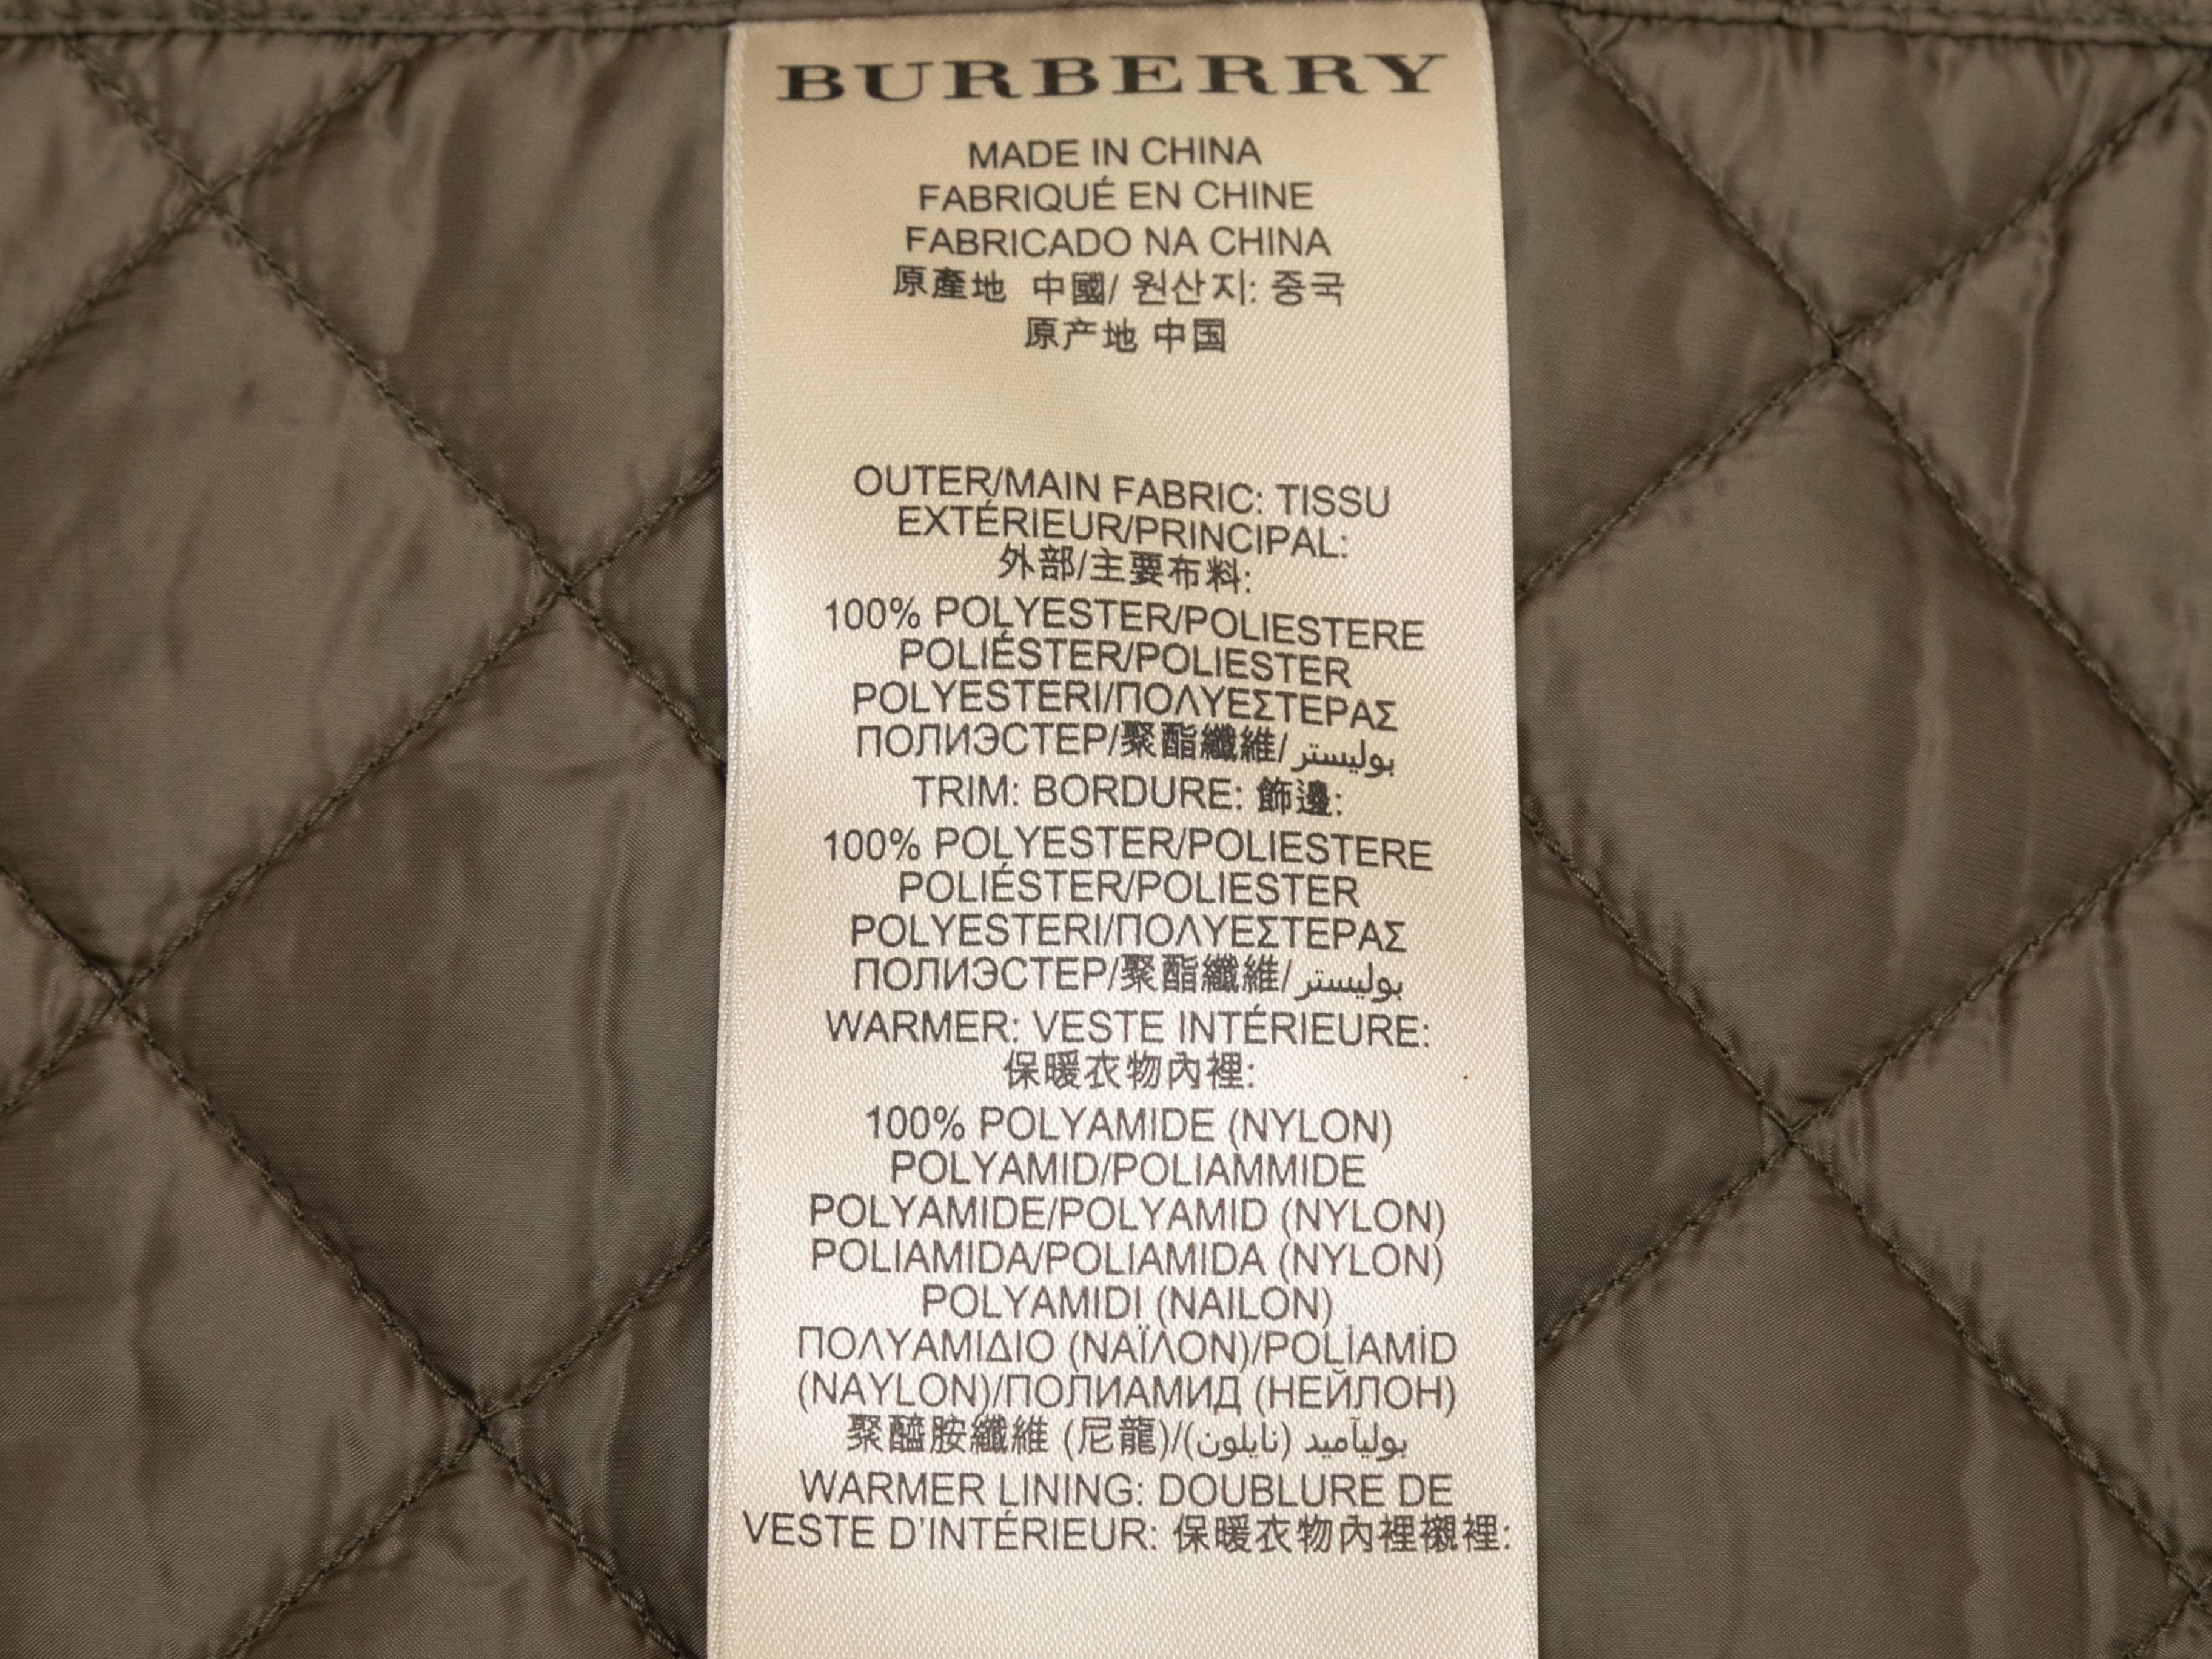 BURBERRY
MADE IN CHINA
FABRIQUÉ EN CHINE
FABRICADO NA CHINA
原產地 中國/ 원산지: 중국
原产地 中国
OUTER/MAIN FABRIC: TISSU
EXTÉRIEUR/PRINCIPAL:
外部/主要布料:
100% POLYESTER/POLIESTERE
POLIÉSTER/POLIESTER
POLYESTERI/ΠΟΛΥΕΣΤΕΡΑΣ
ПОЛИЭСТЕР/聚酯纖維/بوليستر
TRIM: BORDURE: 飾邊:
100% POLYESTER/POLIESTERE
POLIÉSTER/POLIESTER
POLYESTERI/ΠΟΛΥΕΣΤΕΡΑΣ
ПОЛИЭСТЕР/聚酯纖維/بوليستر
WARMER: VESTE INTÉRIEURE:
保暖衣物內裡:
100% POLYAMIDE (NYLON)
POLYAMID/POLIAMMIDE
POLYAMIDE/POLYAMID (NYLON)
POLIAMIDA/POLIAMIDA (NYLON)
POLYAMIDI (NAILON)
ΠΟΛΥΑΜΙΔΙΟ (ΝΑΪΛΟΝ)/POLİAMİD
(NAYLON)/ПОЛИАМИД (НЕЙЛОН)
聚醯胺纖維 (尼龍)/بوليآميد (نايلون)
WARMER LINING: DOUBLURE DE
VESTE D'INTÉRIEUR: 保暖衣物內裡襯裡: